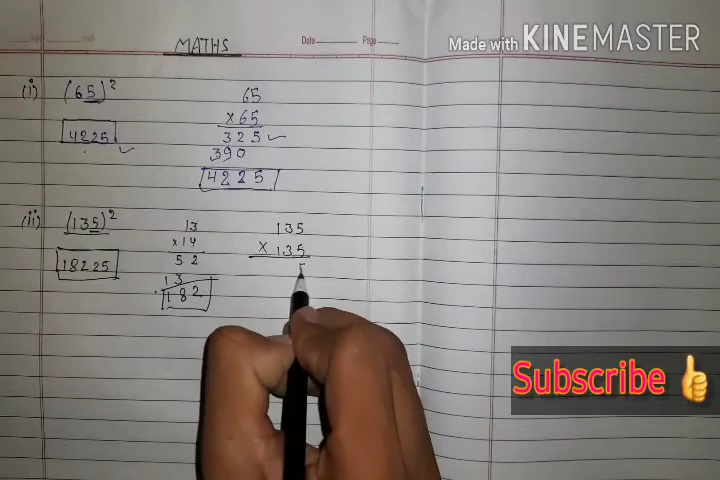 Made with KINEMASTER
MATHS
Date Page
(i) (65)² 65
×65
4225 325
390
4225
(ii) (135)² 13 135
×14 ×135
18225 52 5
13
182
Subscribe